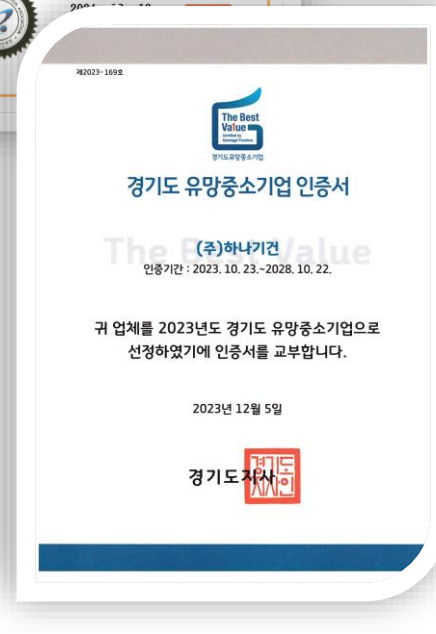 제2023-169호
The Best
Value
Certified by
Gyeonggi Province
경기도유망중소기업
경기도 유망중소기업 인증서
The Best Value
(주)하나기건
인증기간 : 2023. 10. 23.~2028. 10. 22.
귀 업체를 2023년도 경기도 유망중소기업으로
선정하였기에 인증서를 교부합니다.
2023년 12월 5일
경기도지사